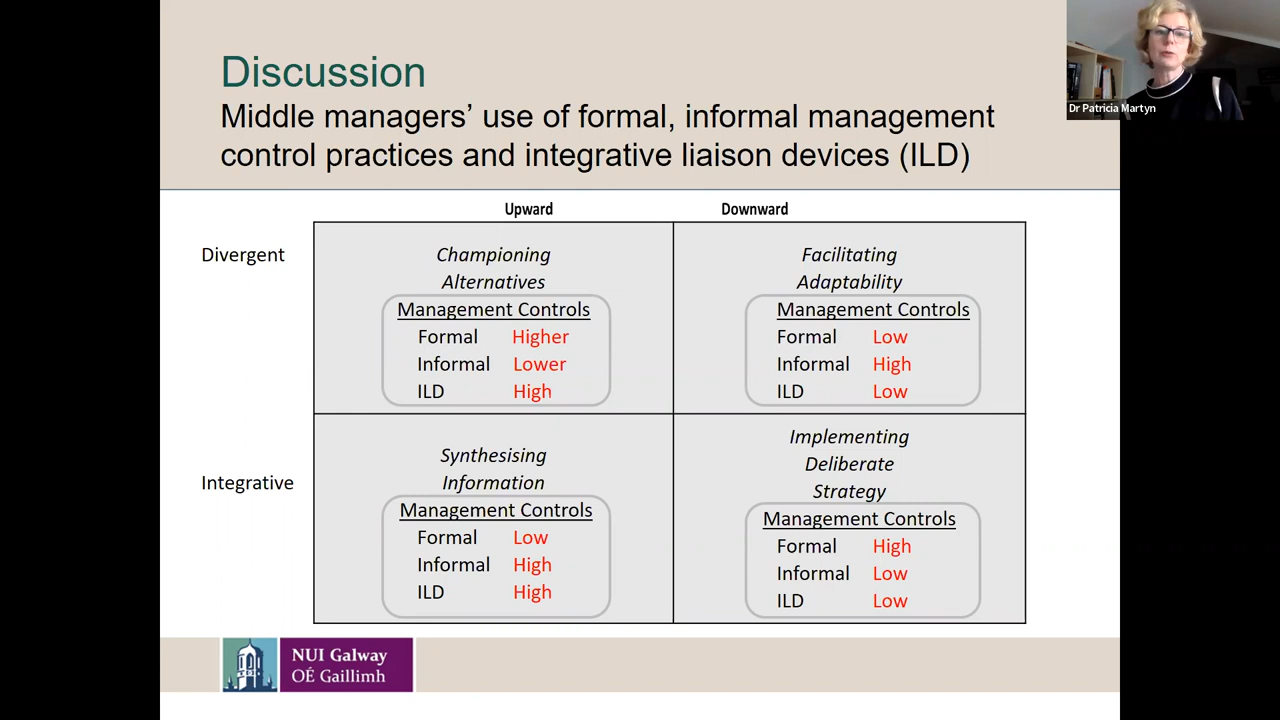 Discussion
Middle managers’ use of formal, informal management
control practices and integrative liaison devices (ILD)
Dr Patricia Martyn
Upward Downward
Divergent
Championing
Alternatives
Management Controls
Formal Higher
Informal Lower
ILD High
Facilitating
Adaptability
Management Controls
Formal Low
Informal High
ILD Low
Integrative
Synthesising
Information
Management Controls
Formal Low
Informal High
ILD High
Implementing
Deliberate
Strategy
Management Controls
Formal High
Informal Low
ILD Low
NUI Galway
OÉ Gaillimh